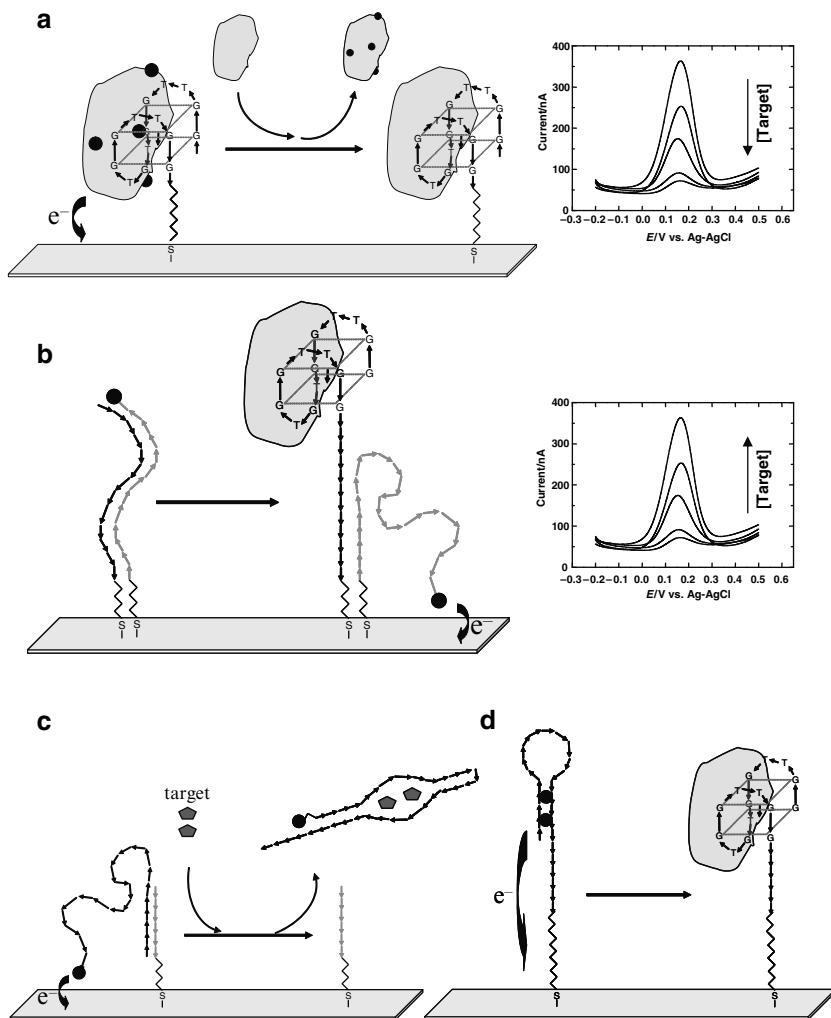 a
T T
G G
T T
G G G
G G
T
e⁻
S
T T
G G
T T
G G G
G G
T
S
400
300
200
100
0
Current/nA
−0.3 −0.2 −0.1 0.0 0.1 0.2 0.3 0.4 0.5 0.6
E/V vs. Ag-AgCl
[Target]
b
T T
G G
T T
G G G G
G G G
T
S S
S S
e⁻
400
300
200
100
0
Current/nA
−0.3 −0.2 −0.1 0.0 0.1 0.2 0.3 0.4 0.5 0.6
E/V vs. Ag-AgCl
[Target]
c
target
e⁻
S
S
d
e⁻
T T
G G
T T
G G G G
G G
T
S
S